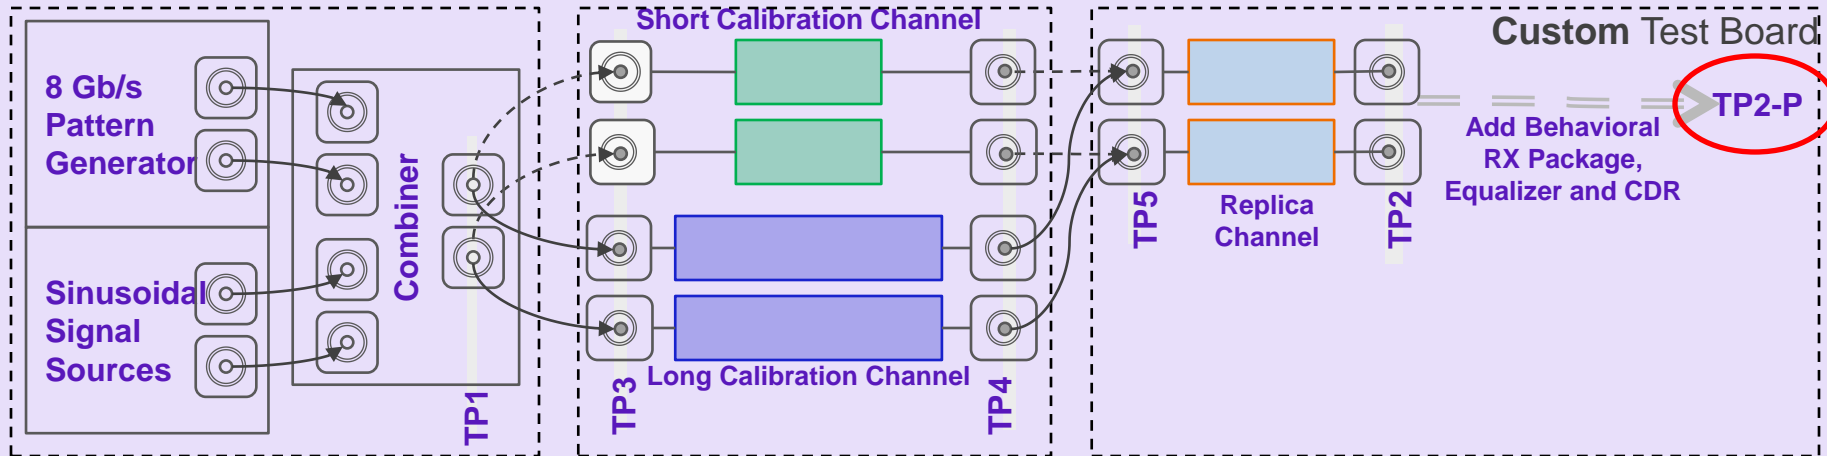 8 Gb/s
Pattern
Generator
Sinusoidal
Signal
Sources
Combiner
TP1
Short Calibration Channel
Long Calibration Channel
TP3
TP4
Custom Test Board
TP5
Replica
Channel
TP2
Add Behavioral
RX Package,
Equalizer and CDR
TP2-P